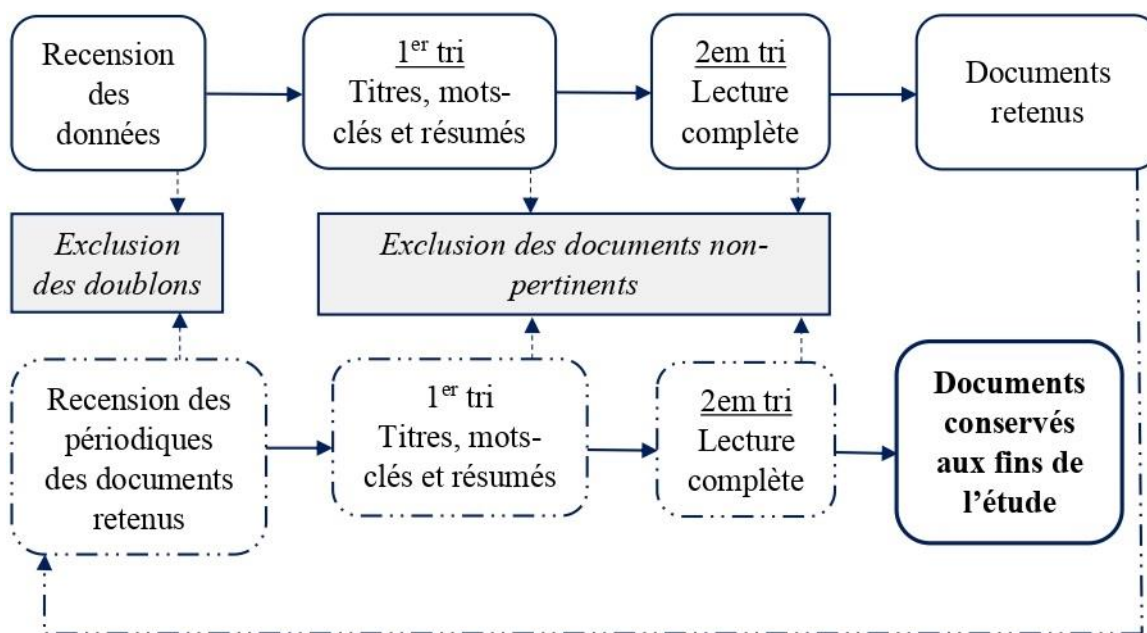 Recension
des
données
1er tri
Titres, mots-
clés et résumés
2em tri
Lecture
complète
Documents
retenus
Exclusion
des doublons
Exclusion des documents non-
pertinents
Recension des
périodiques
des documents
retenus
1er tri
Titres, mots-
clés et résumés
2em tri
Lecture
complète
Documents
conservés
aux fins de
l’étude